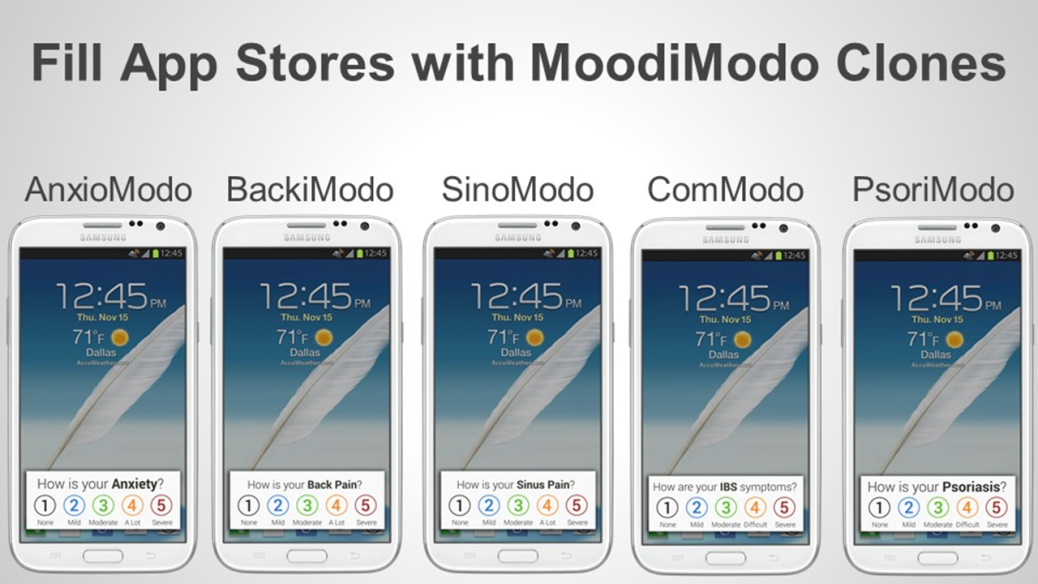 Fill App Stores with MoodiModo Clones
AnxioModo
BackiModo
SinoModo
ComModo
PsoriModo
SAMSUNG
12:45
12:45 PM
Thu. Nov 15
71°F
Dallas
AccuWeather.com
How is your Anxiety?
1 2 3 4 5
None Mild Moderate A Lot Severe
SAMSUNG
12:45
12:45 PM
Thu. Nov 15
71°F
Dallas
AccuWeather.com
How is your Back Pain?
1 2 3 4 5
None Mild Moderate A Lot Severe
SAMSUNG
12:45
12:45 PM
Thu. Nov 15
71°F
Dallas
AccuWeather.com
How is your Sinus Pain?
1 2 3 4 5
None Mild Moderate A Lot Severe
SAMSUNG
12:45
12:45 PM
Thu. Nov 15
71°F
Dallas
AccuWeather.com
How are your IBS symptoms?
1 2 3 4 5
None Mild Moderate Difficult Severe
SAMSUNG
12:45
12:45 PM
Thu. Nov 15
71°F
Dallas
AccuWeather.com
How is your Psoriasis?
1 2 3 4 5
None Mild Moderate Difficult Severe